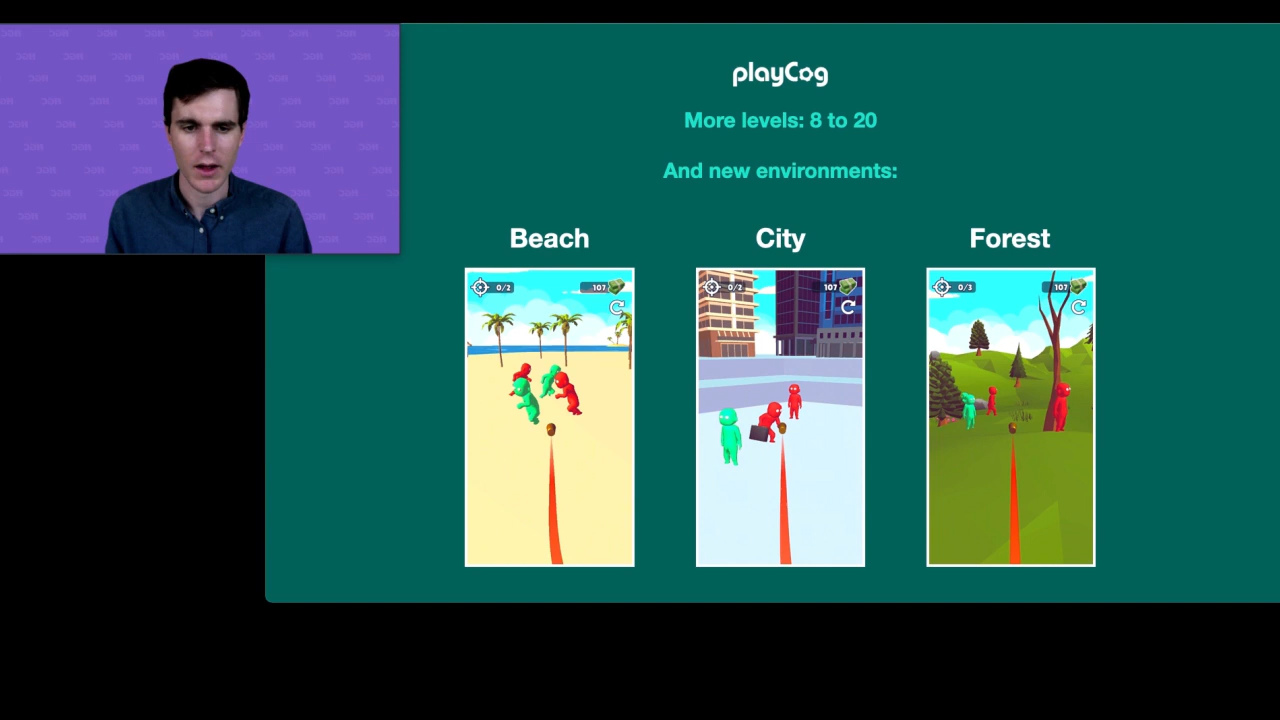 playCog
More levels: 8 to 20
And new environments:
Beach City Forest
0/2 107 0/2 107 0/3 107